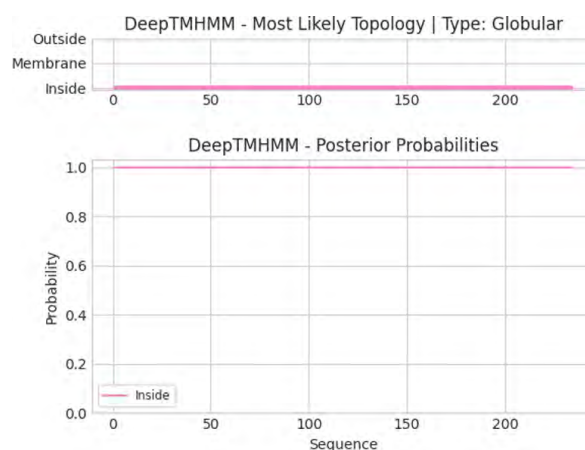 DeepTMHMM - Most Likely Topology | Type: Globular
Outside
Membrane
Inside
0 50 100 150 200
DeepTMHMM - Posterior Probabilities
1.0
0.8
0.6
0.4
0.2
0.0
Probability
Inside
0 50 100 150 200
Sequence